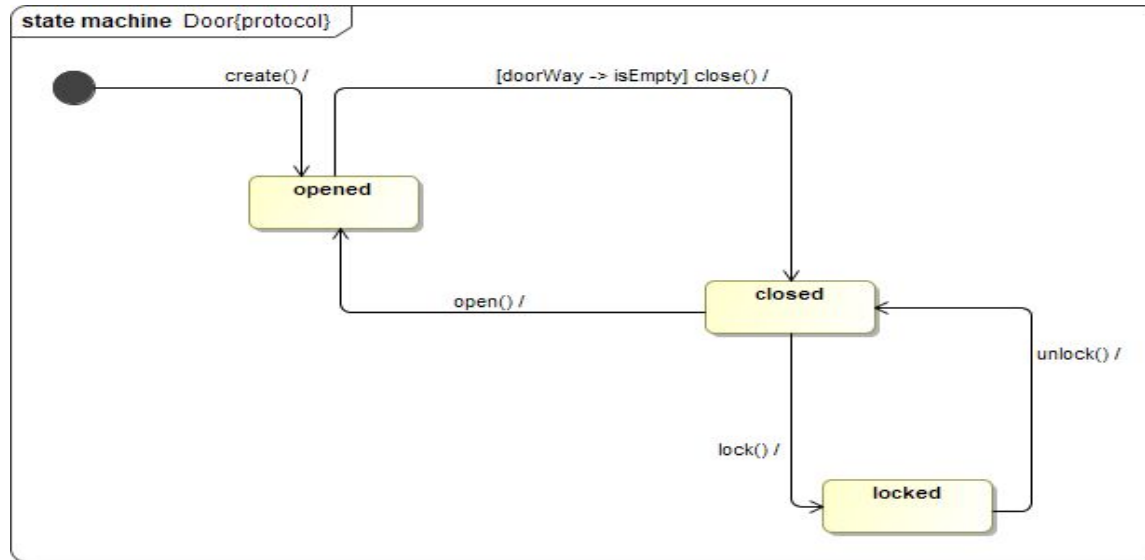 state machine Door{protocol}
create() /
[doorWay -> isEmpty] close() /
opened
closed
open() /
unlock() /
lock() /
locked